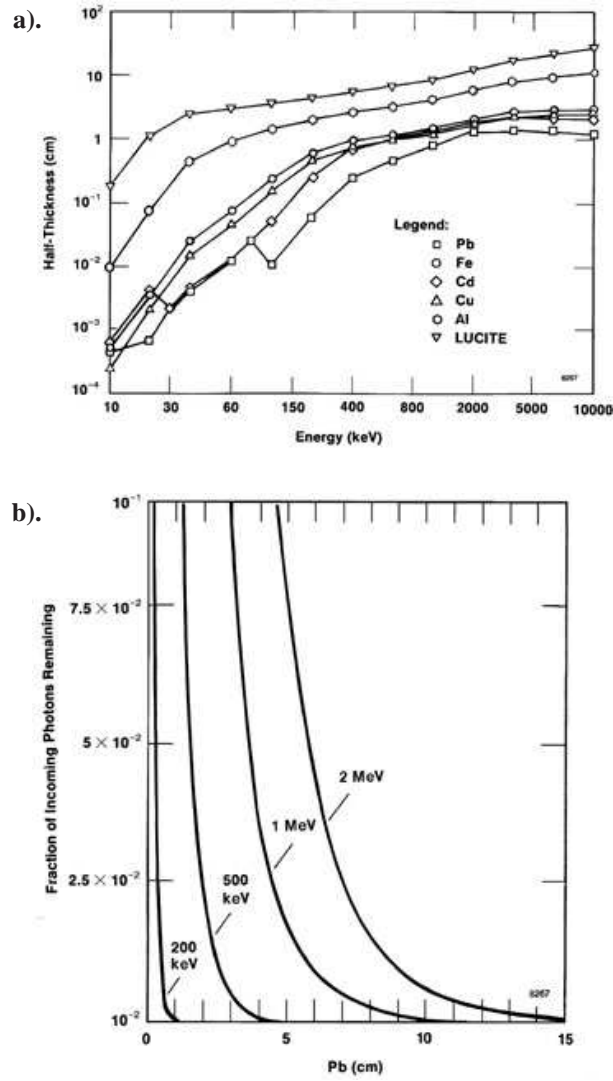 a).
10²
10
1
10⁻¹
10⁻²
10⁻³
10⁻⁴
Half-Thickness (cm)
Legend:
Pb
Fe
Cd
Cu
Al
LUCITE
10 30 60 150 400 800 2000 5000 10000
Energy (keV)
b).
10⁻¹
7.5 × 10⁻²
5 × 10⁻²
2.5 × 10⁻²
10⁻²
Fraction of Incoming Photons Remaining
2 MeV
1 MeV
500
keV
200
keV
0 5 10 15
Pb (cm)